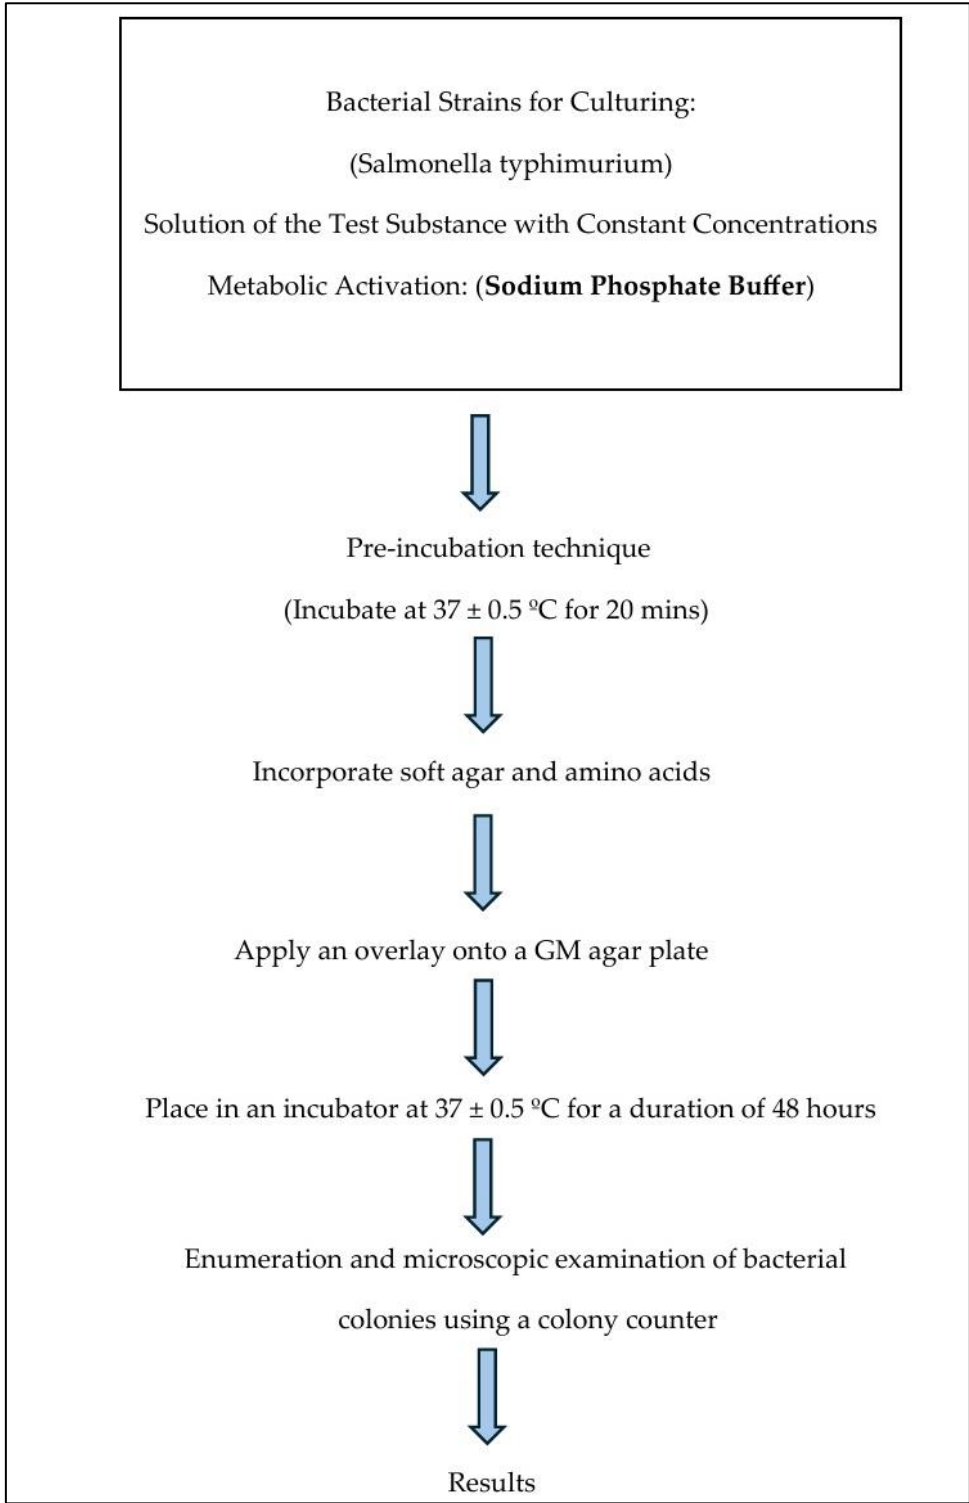 Bacterial Strains for Culturing:
(Salmonella typhimurium)
Solution of the Test Substance with Constant Concentrations
Metabolic Activation: (Sodium Phosphate Buffer)
Pre-incubation technique
(Incubate at 37 ± 0.5 ºC for 20 mins)
Incorporate soft agar and amino acids
Apply an overlay onto a GM agar plate
Place in an incubator at 37 ± 0.5 ºC for a duration of 48 hours
Enumeration and microscopic examination of bacterial
colonies using a colony counter
Results